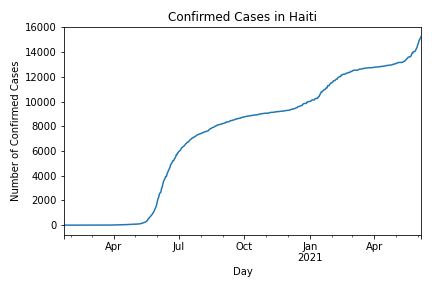 Confirmed Cases in Haiti
16000
14000
12000
10000
8000
6000
4000
2000
0
Number of Confirmed Cases
Apr
Jul
Oct
Jan
2021
Apr
Day